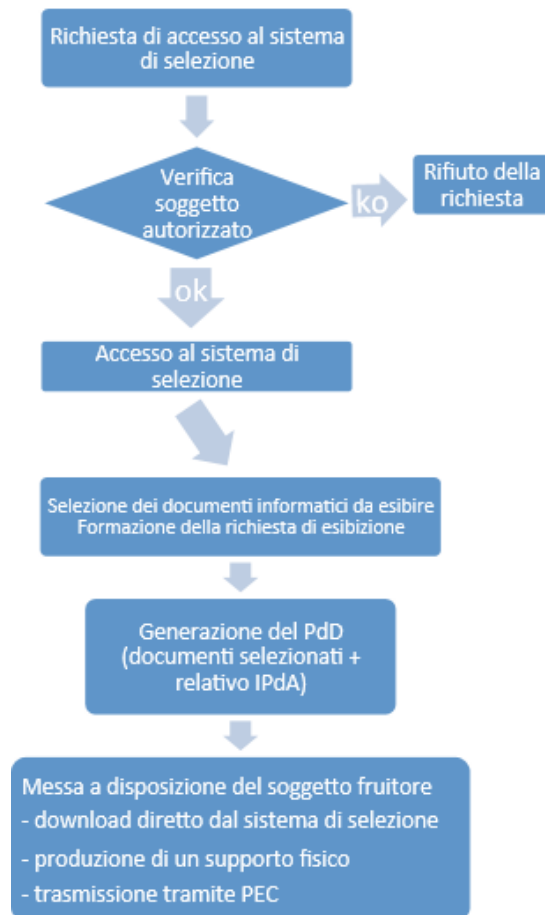 Richiesta di accesso al sistema
di selezione
Verifica
soggetto
autorizzato
ko
Rifiuto della
richiesta
ok
Accesso al sistema di
selezione
Selezione dei documenti informatici da esibire
Formazione della richiesta di esibizione
Generazione del PdD
(documenti selezionati +
relativo IPdA)
Messa a disposizione del soggetto fruitore
- download diretto dal sistema di selezione
- produzione di un supporto fisico
- trasmissione tramite PEC